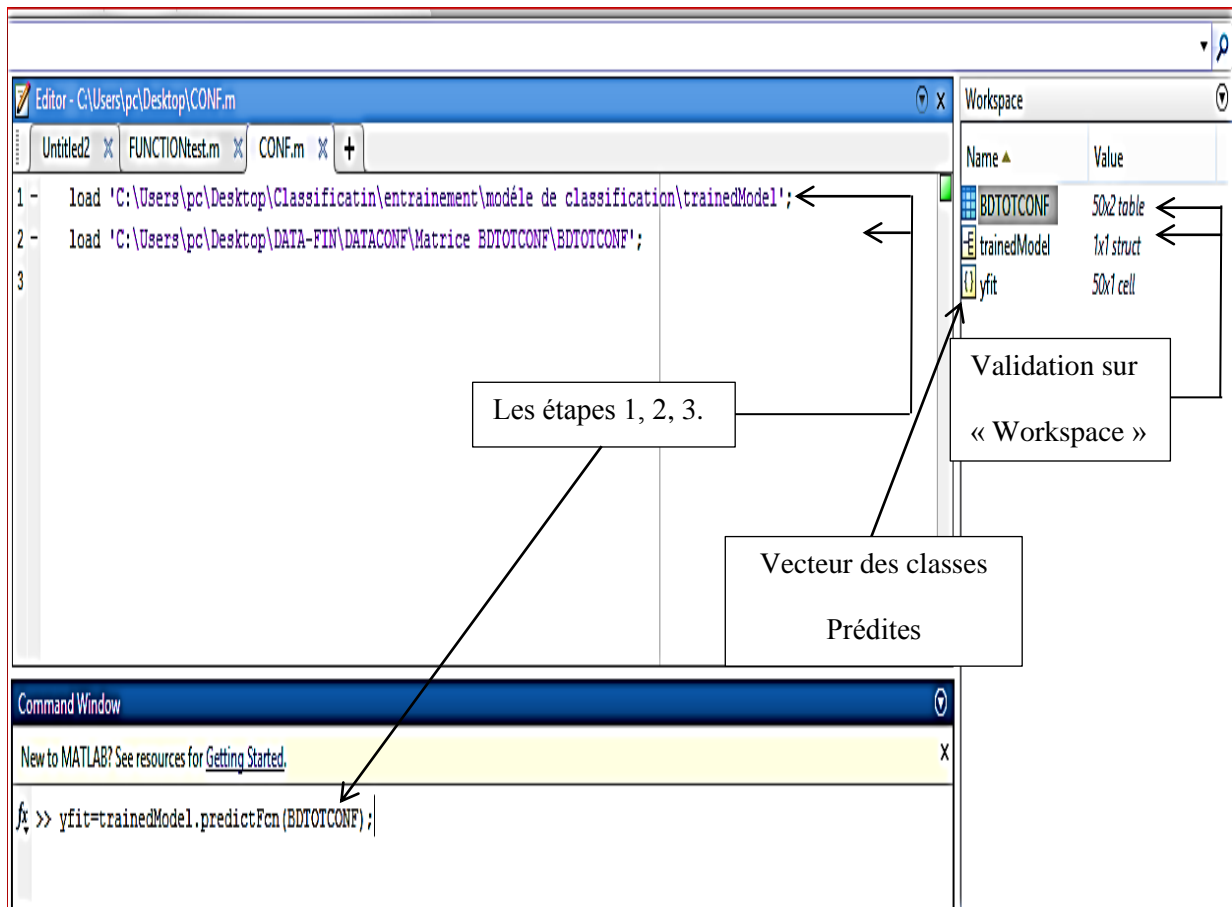 Editor - C:\Users\pc\Desktop\CONF.m
Untitled2 FUNCTIONtest.m CONF.m +
1 - load 'C:\Users\pc\Desktop\Classificatin\entrainement\modéle de classification\trainedModel';
2 - load 'C:\Users\pc\Desktop\DATA-FIN\DATACONF\Matrice BDTOTCONF\BDTOTCONF';
3
Workspace
Name Value
BDTOTCONF 50x2 table
trainedModel 1x1 struct
yfit 50x1 cell
Les étapes 1, 2, 3.
Validation sur
« Workspace »
Vecteur des classes
Prédites
Command Window
New to MATLAB? See resources for Getting Started.
fx >> yfit=trainedModel.predictFcn(BDTOTCONF);